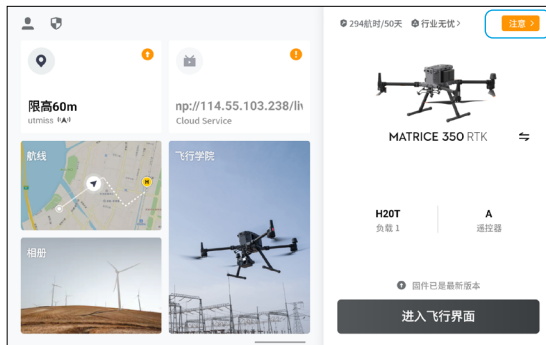 294航时/50天 行业无忧>
注意 >
限高60m
utmiss
np://114.55.103.238/liv
Cloud Service
航线
H
飞行学院
相册
MATRICE 350 RTK
H20T
负载 1
A
遥控器
固件已是最新版本
进入飞行界面